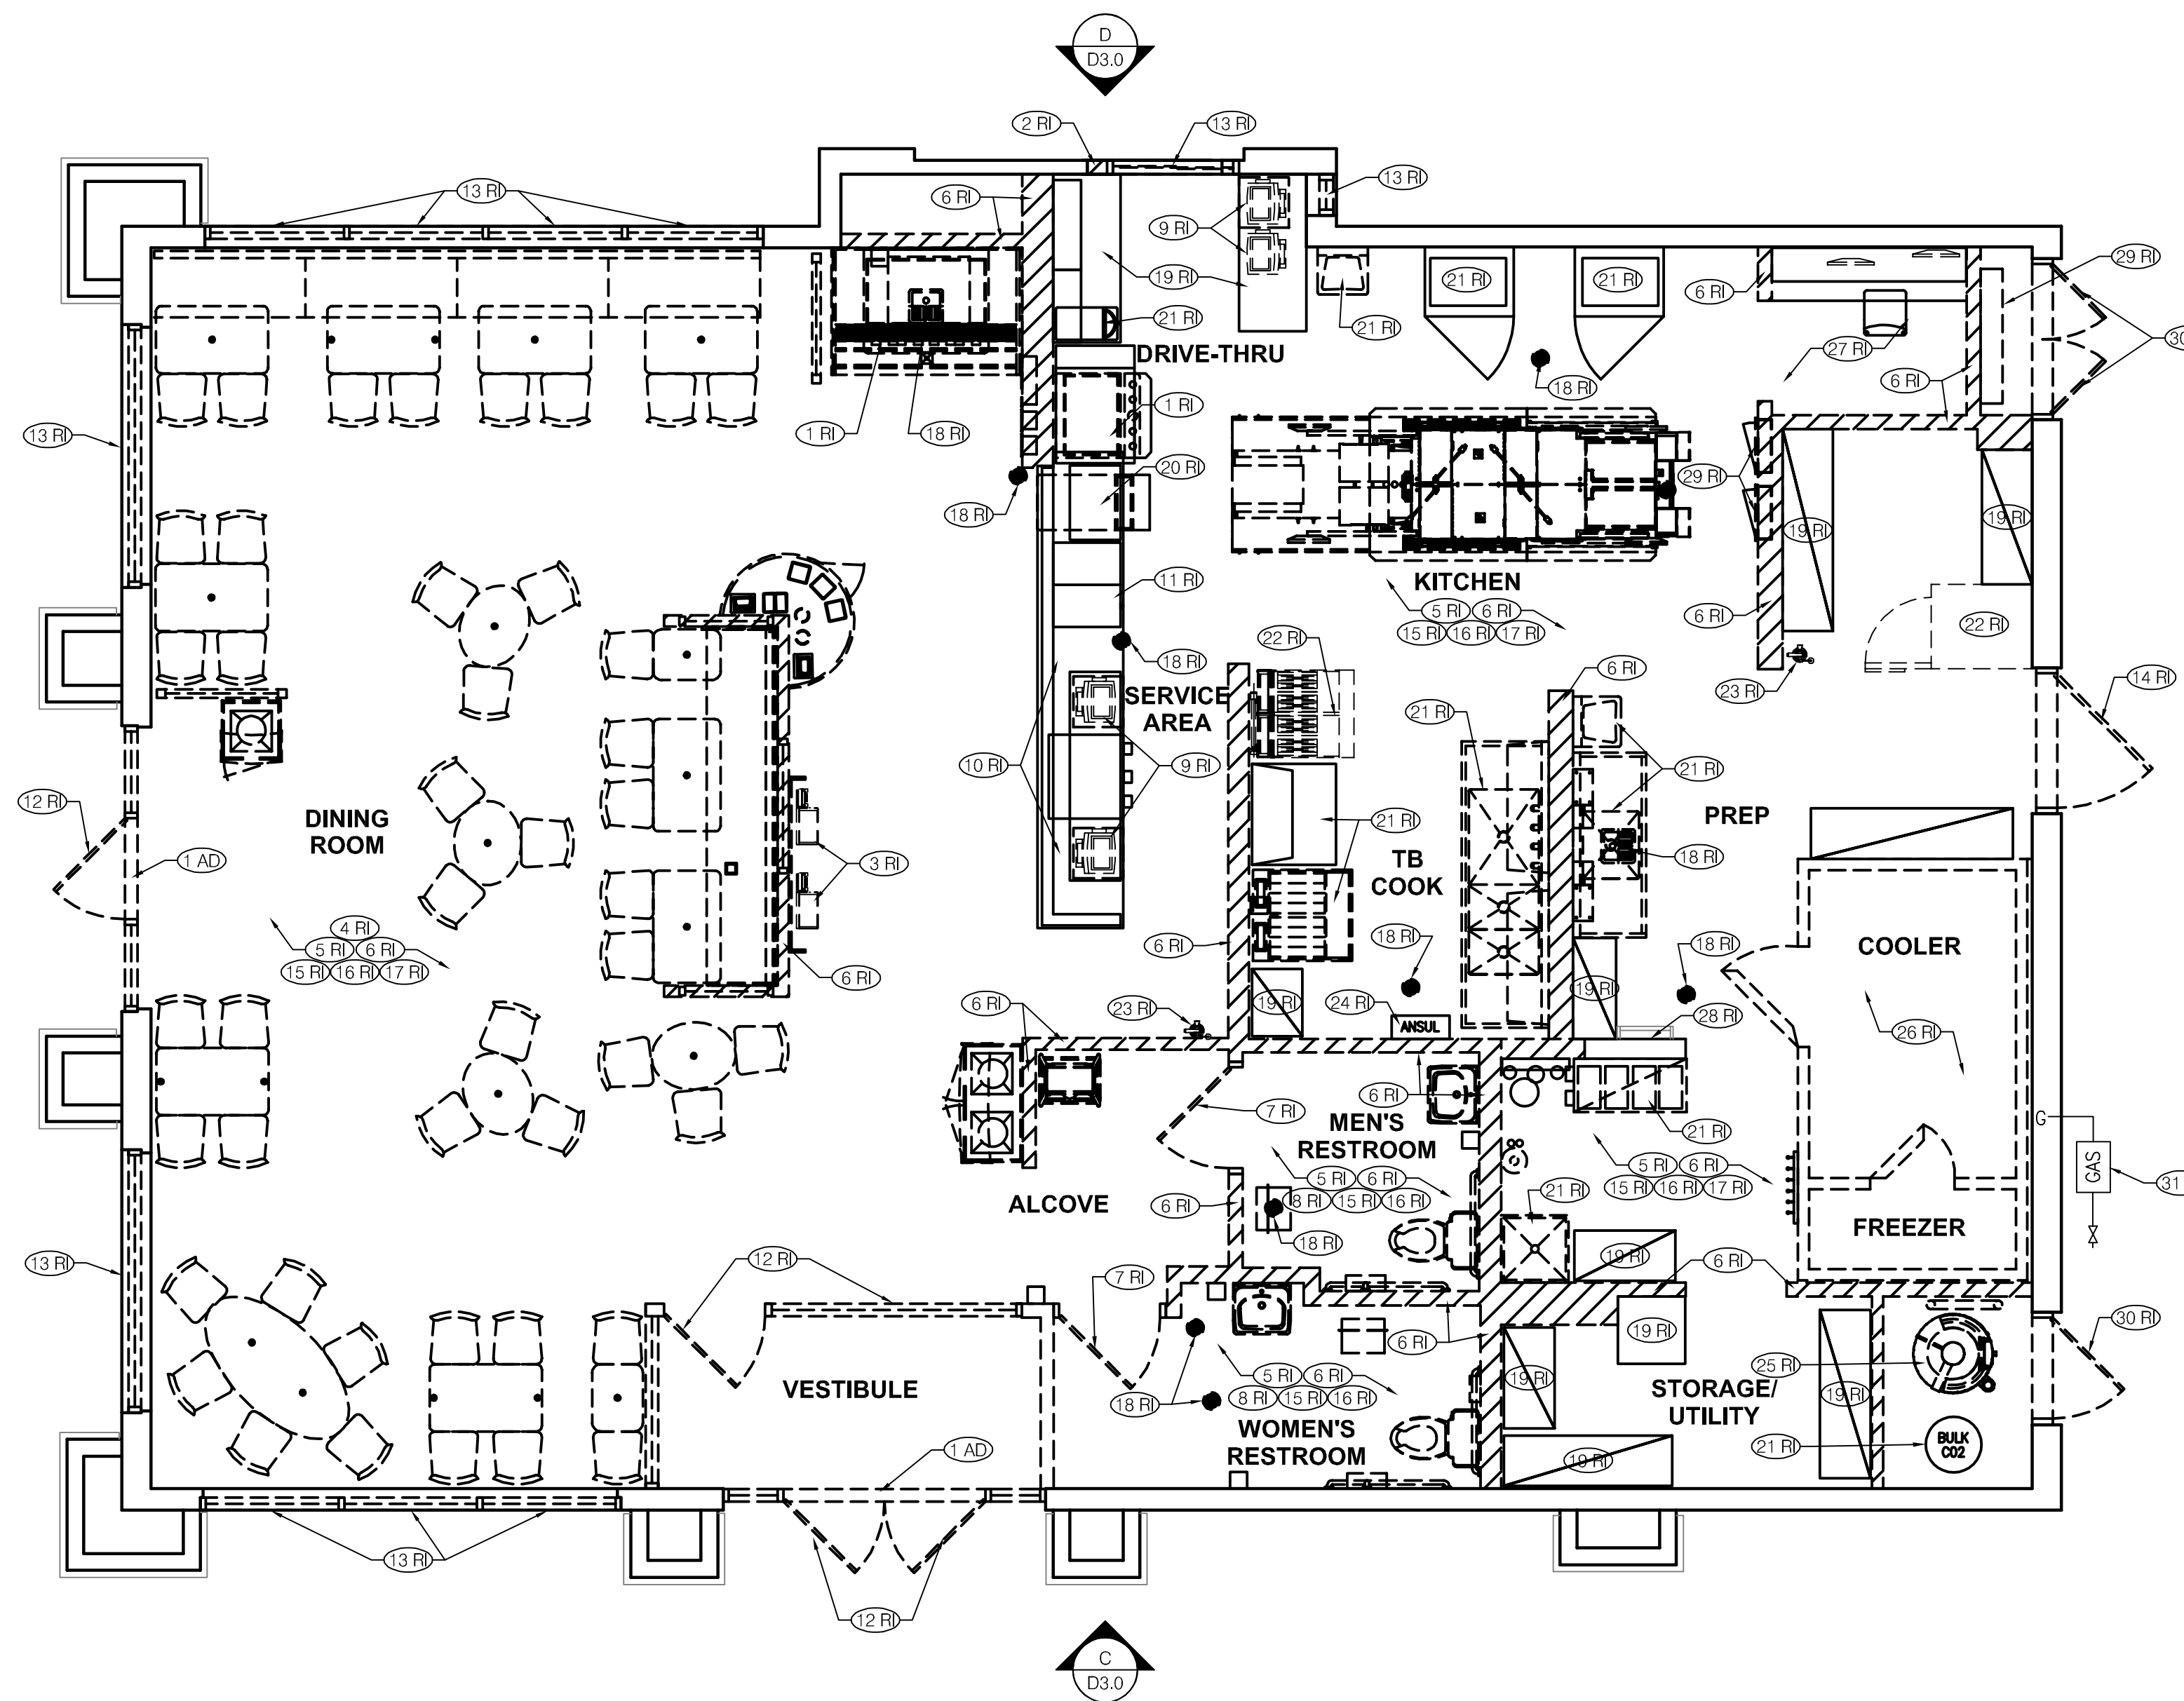 D
D3.0
2 RI
13 RI
13 RI
13 RI
6 RI
9 RI
19 RI
21 RI
21 RI
21 RI
21 RI
6 RI
29 RI
30
27 RI
6 RI
DRIVE-THRU
18 RI
1 RI
13 RI
1 RI
18 RI
20 RI
29 RI
18 RI
19 RI
19 RI
11 RI
KITCHEN
5 RI
6 RI
15 RI
16 RI
17 RI
6 RI
22 RI
22 RI
18 RI
6 RI
14 RI
23 RI
SERVICE
AREA
21 RI
10 RI
9 RI
21 RI
12 RI
DINING
ROOM
21 RI
PREP
1 AD
3 RI
TB
COOK
18 RI
4 RI
5 RI
6 RI
15 RI
16 RI
17 RI
6 RI
6 RI
18 RI
18 RI
COOLER
6 RI
23 RI
19 RI
24 RI
ANSUL
19 RI
28 RI
26 RI
6 RI
7 RI
MEN'S
RESTROOM
21 RI
G
GAS
31
5 RI
6 RI
8 RI
15 RI
16 RI
5 RI
6 RI
15 RI
16 RI
17 RI
ALCOVE
6 RI
21 RI
18 RI
FREEZER
19 RI
6 RI
13 RI
12 RI
7 RI
6 RI
19 RI
30 RI
VESTIBULE
5 RI
6 RI
8 RI
15 RI
16 RI
18 RI
19 RI
STORAGE/
UTILITY
19 RI
25 RI
WOMEN'S
RESTROOM
1 AD
21 RI
BULK
CO2
19 RI
13 RI
12 RI
C
D3.0